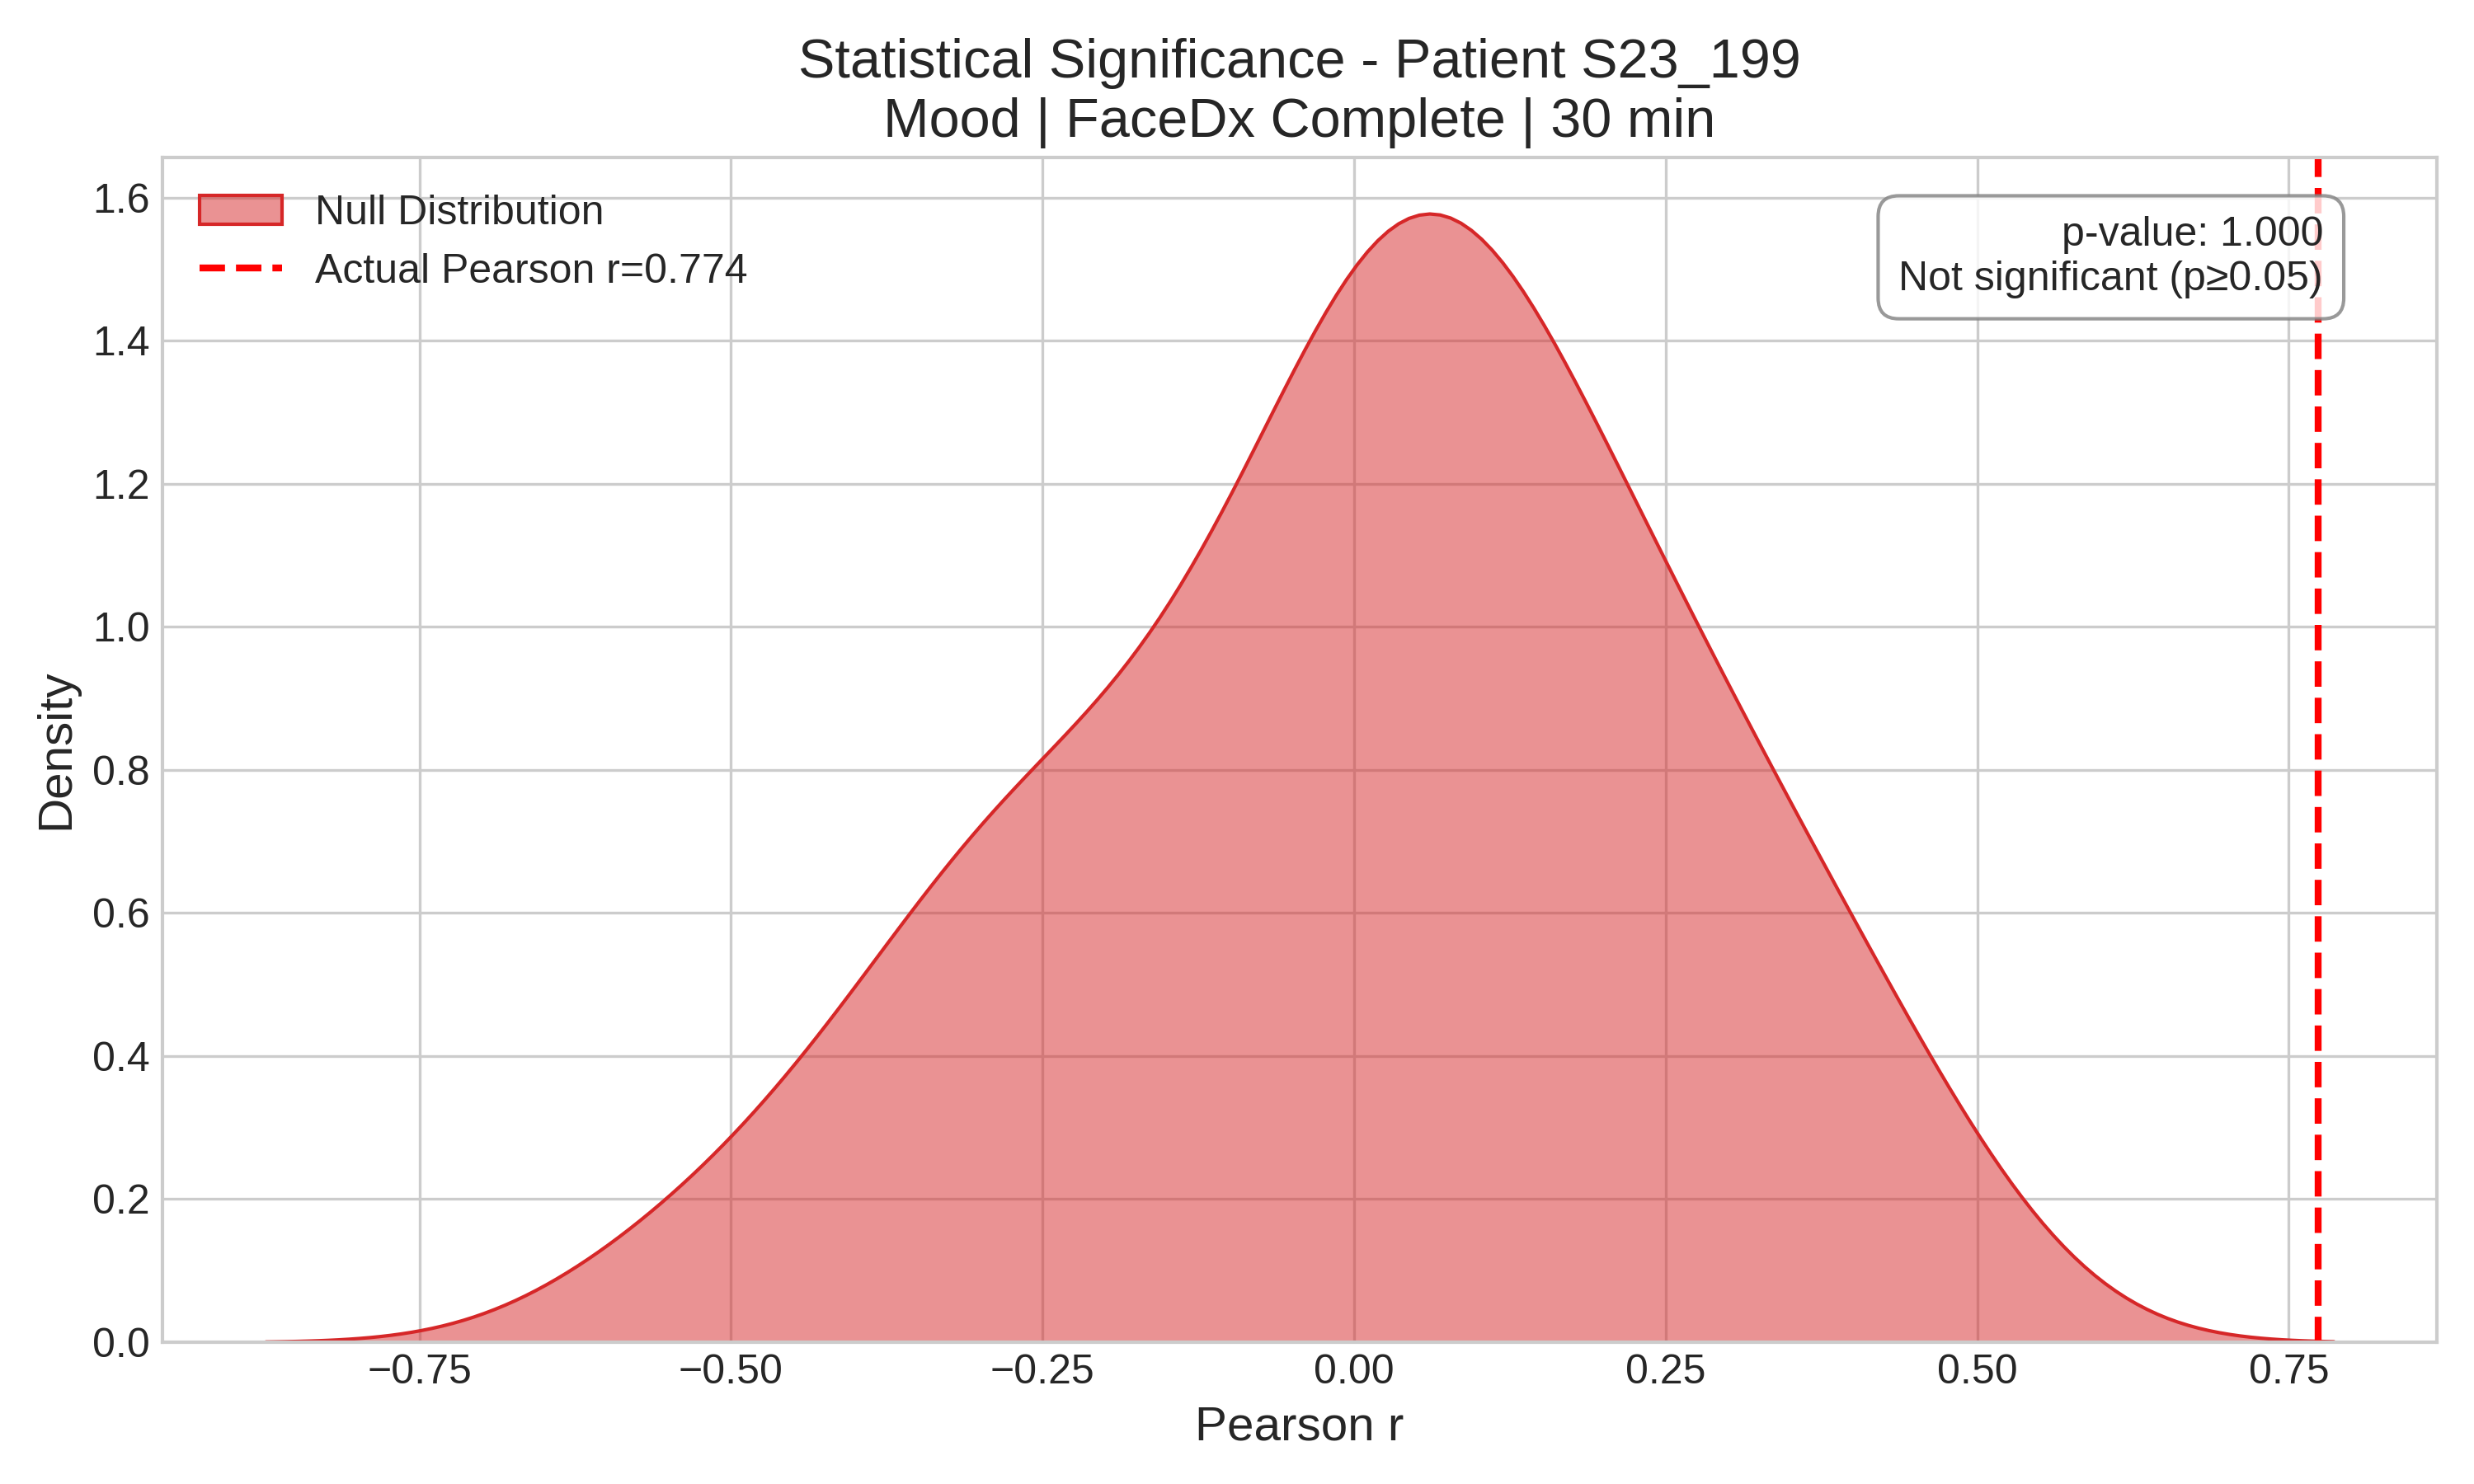 Statistical Significance - Patient S23_199
Mood | FaceDx Complete | 30 min
Null Distribution
Actual Pearson r=0.774
p-value: 1.000
Not significant (p≥0.05)
Density
1.6
1.4
1.2
1.0
0.8
0.6
0.4
0.2
0.0
−0.75
−0.50
−0.25
0.00
0.25
0.50
0.75
Pearson r